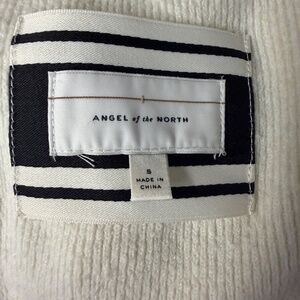 ANGEL of the NORTH
S
MADE IN
CHINA